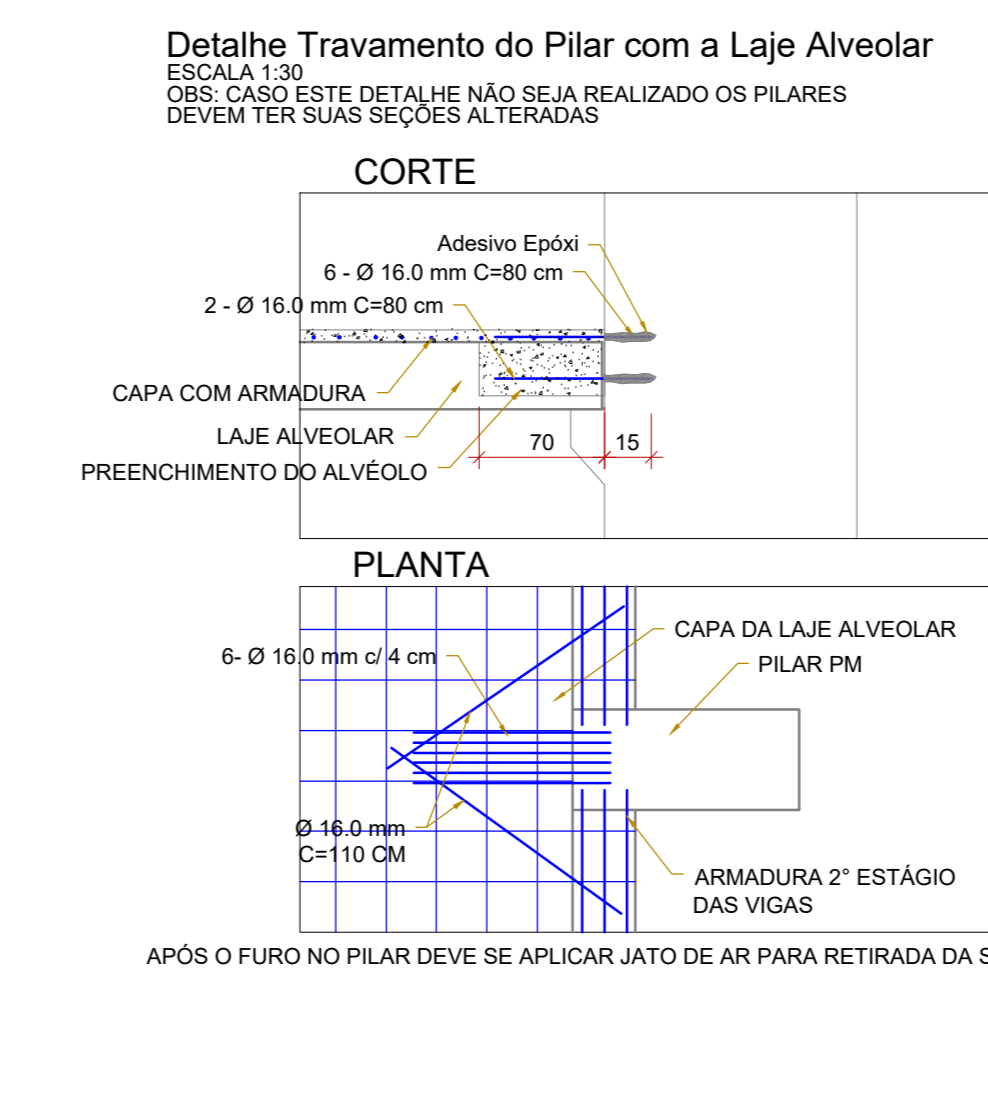 Detalhe Travamento do Pilar com a Laje Alveolar
ESCALA 1:30
OBS: CASO ESTE DETALHE NÃO SEJA REALIZADO OS PILARES
DEVEM TER SUAS SEÇÕES ALTERADAS
CORTE
Adesivo Epóxi
6 - Ø 16.0 mm C=80 cm
2 - Ø 16.0 mm C=80 cm
CAPA COM ARMADURA
LAJE ALVEOLAR
70
15
PREENCHIMENTO DO ALVÉOLO
PLANTA
CAPA DA LAJE ALVEOLAR
6- Ø 16.0 mm c/ 4 cm
PILAR PM
Ø 16.0 mm
C=110 CM
ARMADURA 2° ESTÁGIO
DAS VIGAS
APÓS O FURO NO PILAR DEVE SE APLICAR JATO DE AR PARA RETIRADA DA